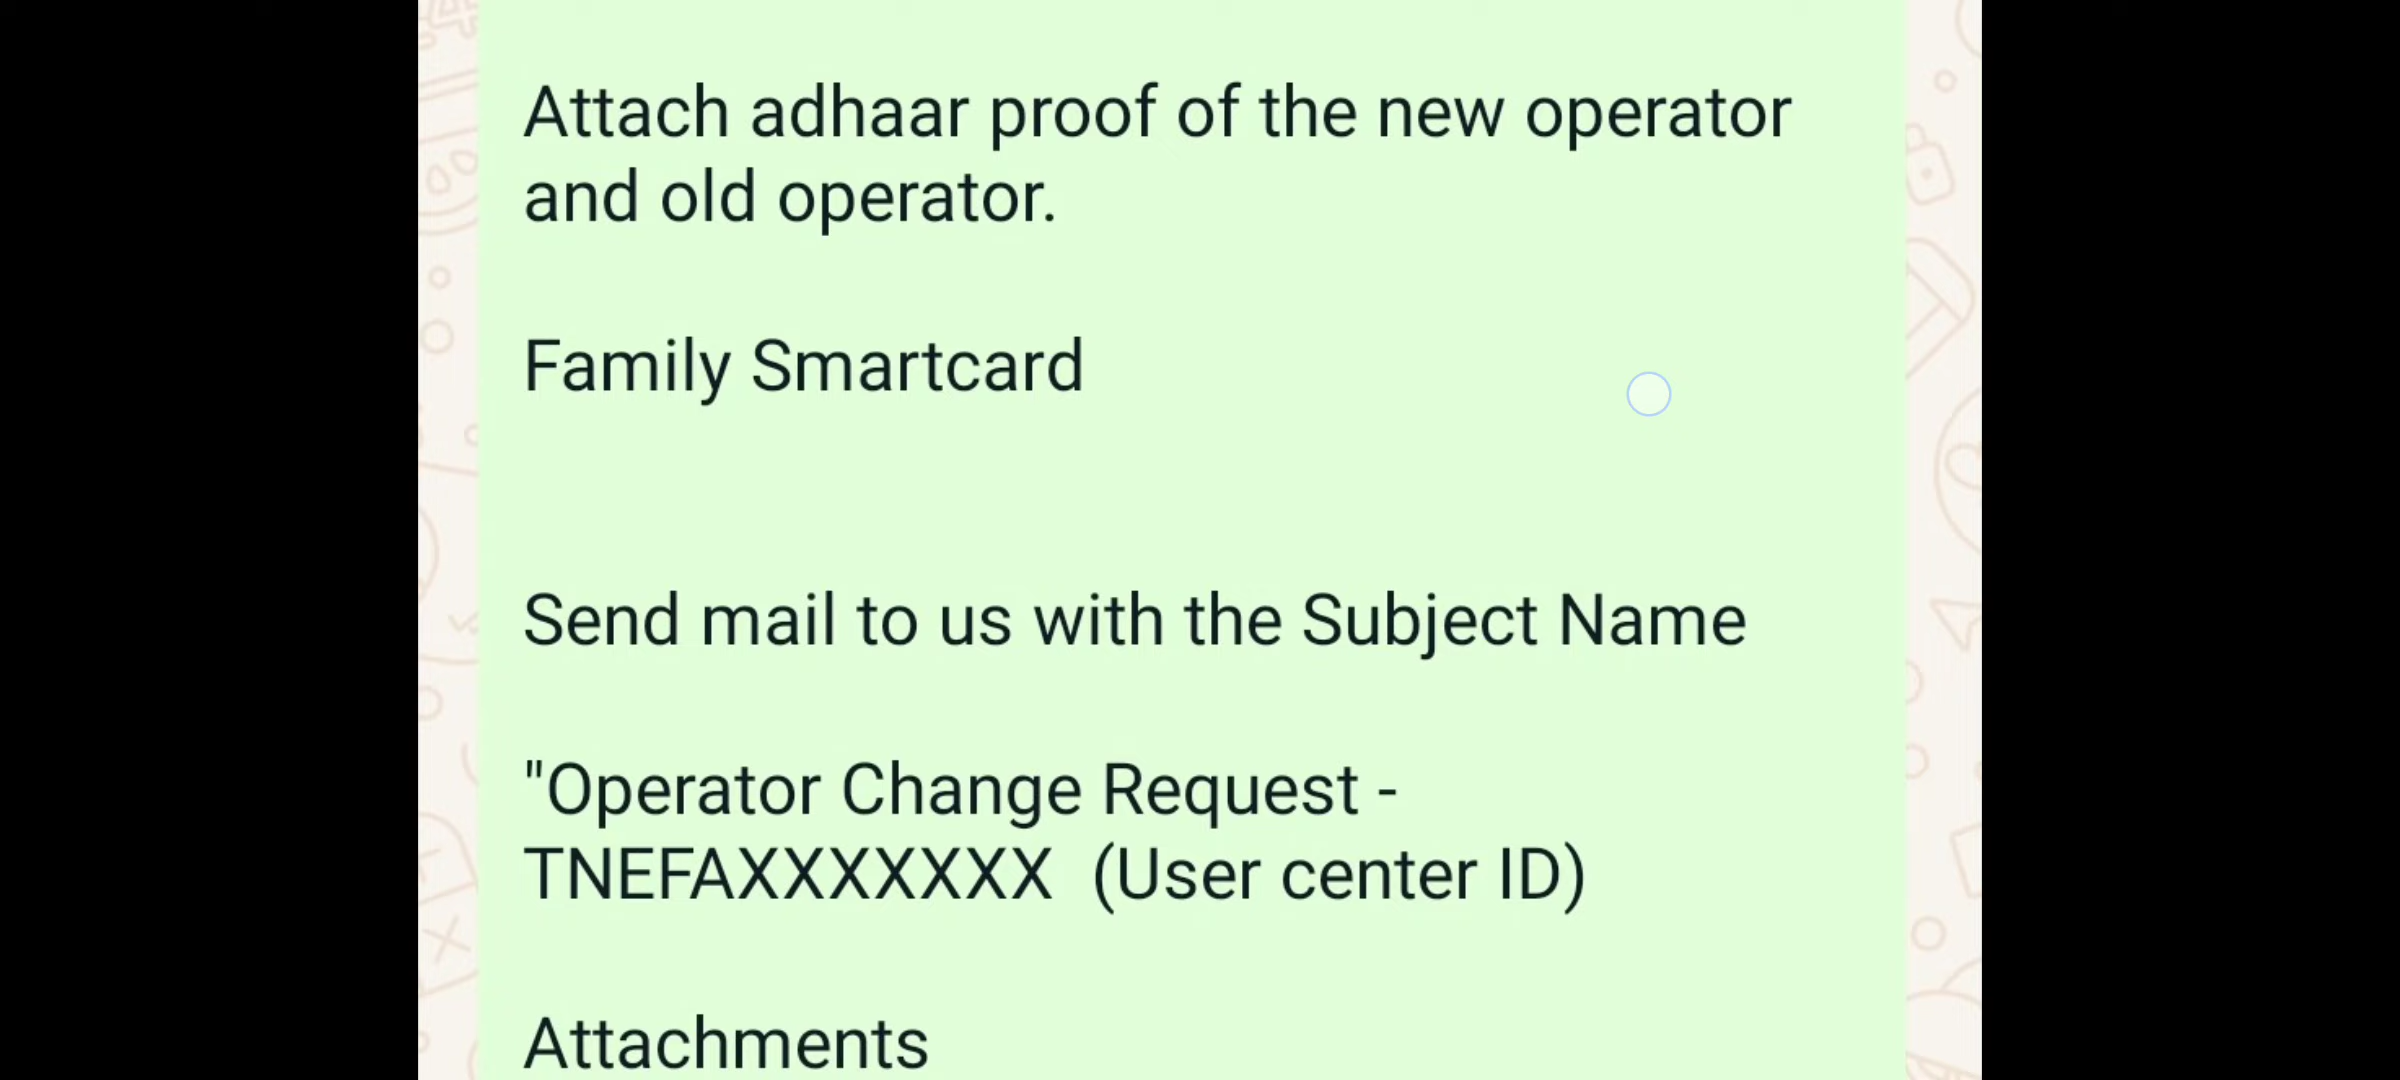 Attach adhaar proof of the new operator
and old operator.
Family Smartcard
Send mail to us with the Subject Name
"Operator Change Request -
TNEFAXXXXXXX  (User center ID)
Attachments